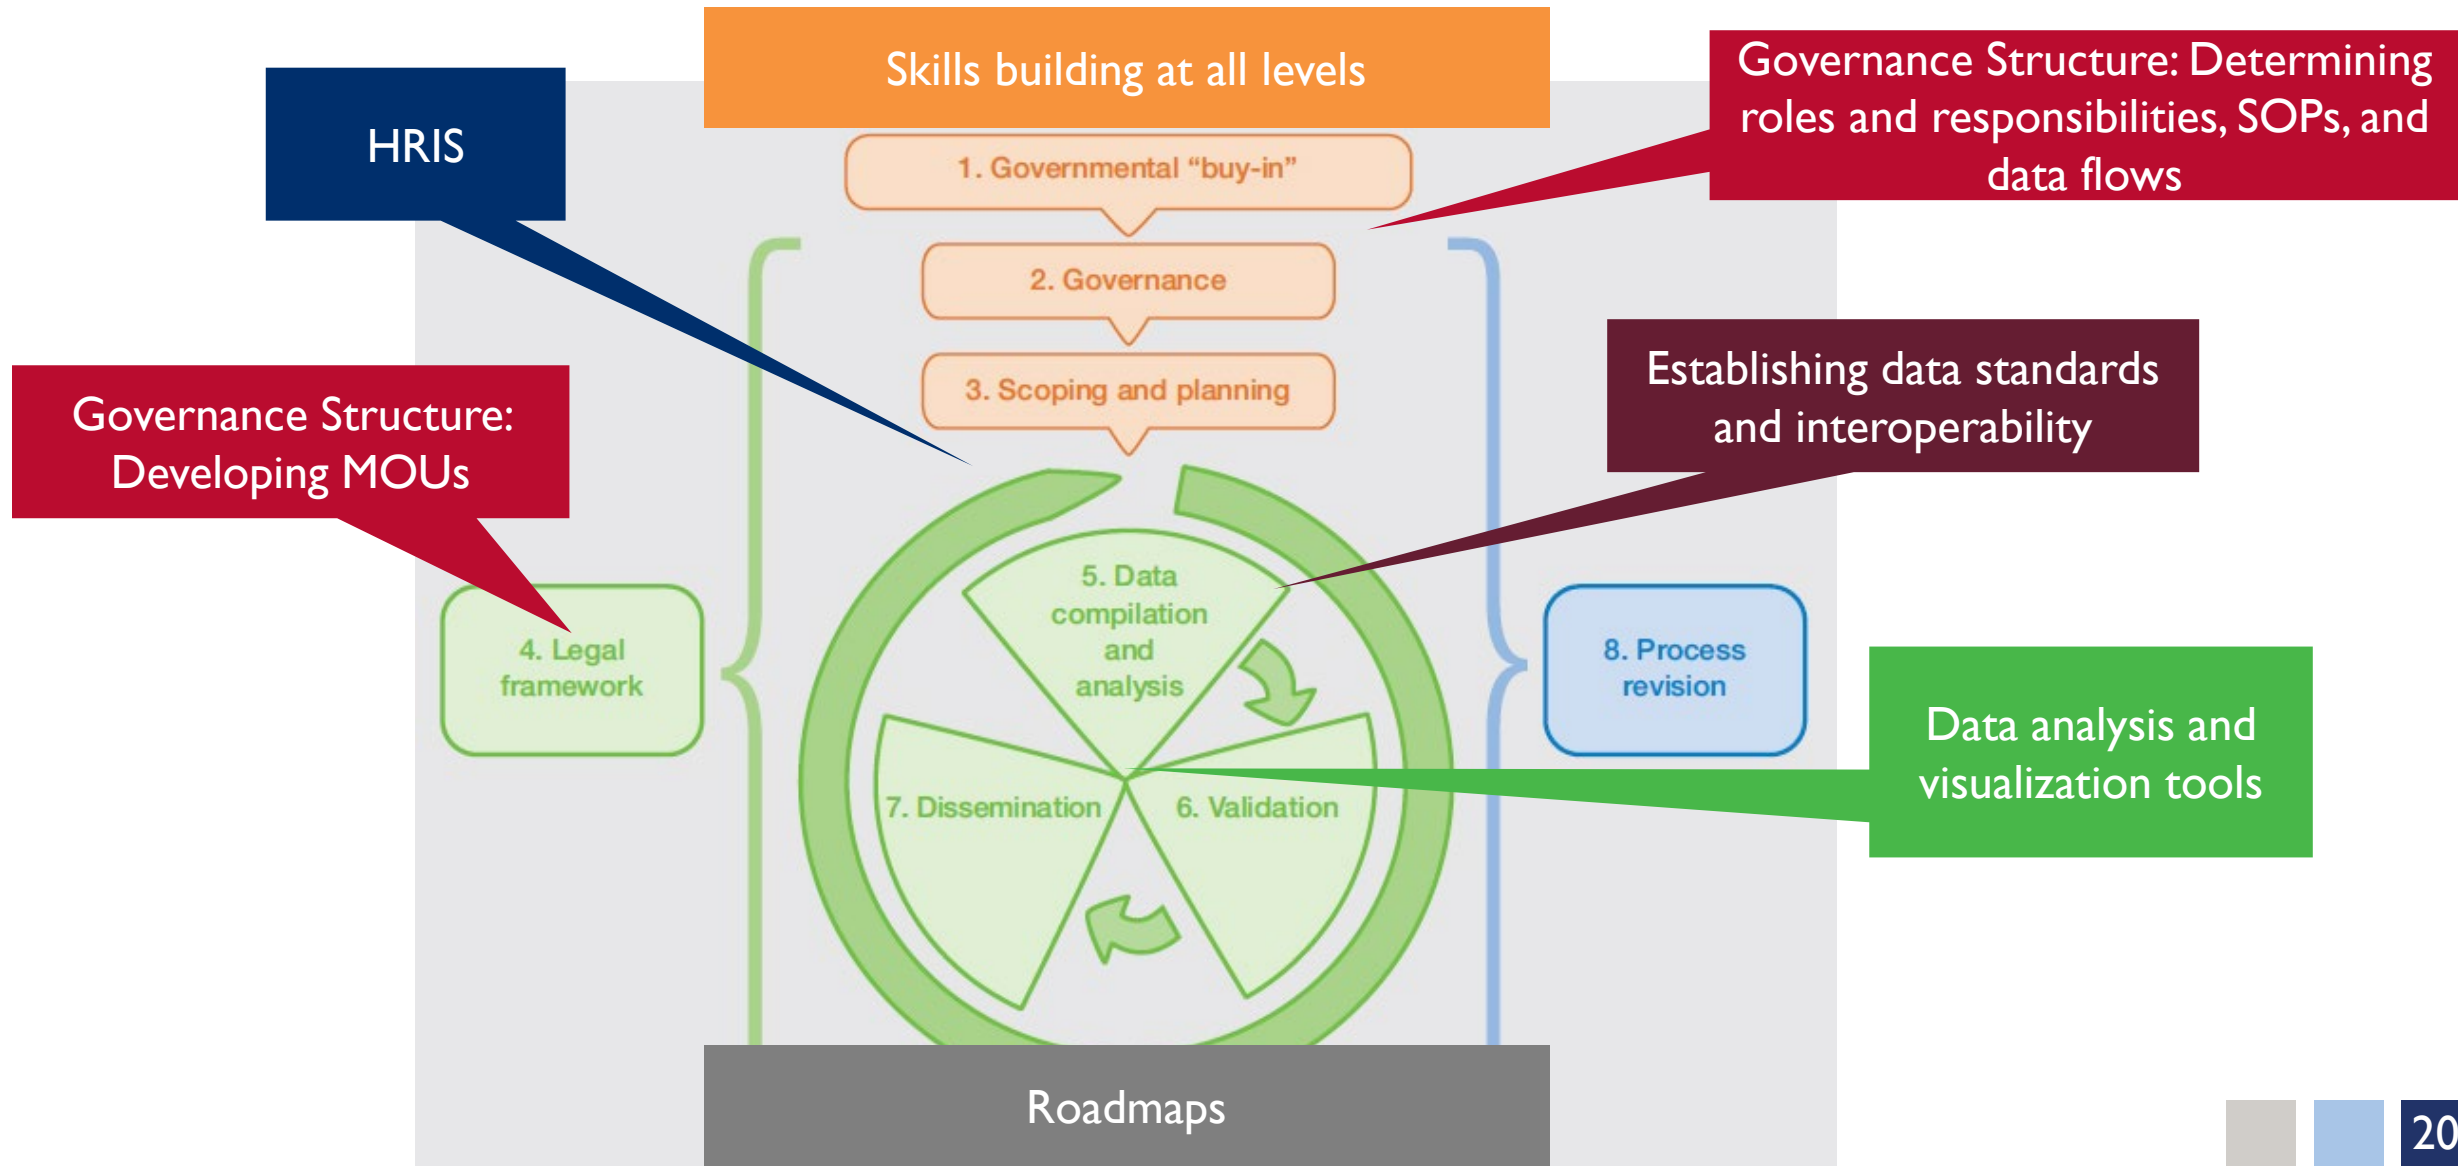 Skills building at all levels
Governance Structure: Determining
roles and responsibilities, SOPs, and
data flows
HRIS
1. Governmental “buy-in”
2. Governance
3. Scoping and planning
Establishing data standards
and interoperability
Governance Structure:
Developing MOUs
5. Data
compilation
and
analysis
4. Legal
framework
8. Process
revision
Data analysis and
visualization tools
7. Dissemination
6. Validation
Roadmaps
20